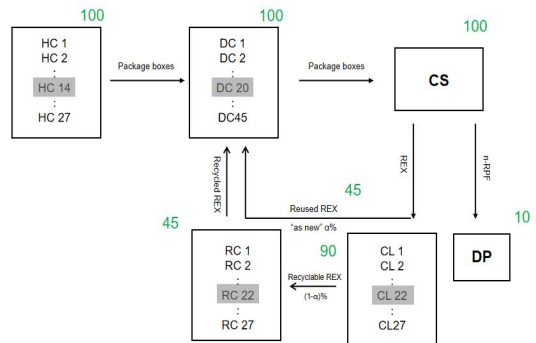 100
100
100
HC 1
HC 2
:
HC 14
:
HC 27
Package boxes
DC 1
DC 2
:
DC 20
:
DC45
Package boxes
CS
Recycled REX
REX
n-RPF
45
Reused REX
"as new" α%
45
90
10
RC 1
RC 2
:
RC 22
:
RC 27
Recyclable REX
(1-α)%
CL 1
CL 2
:
CL 22
:
CL27
DP